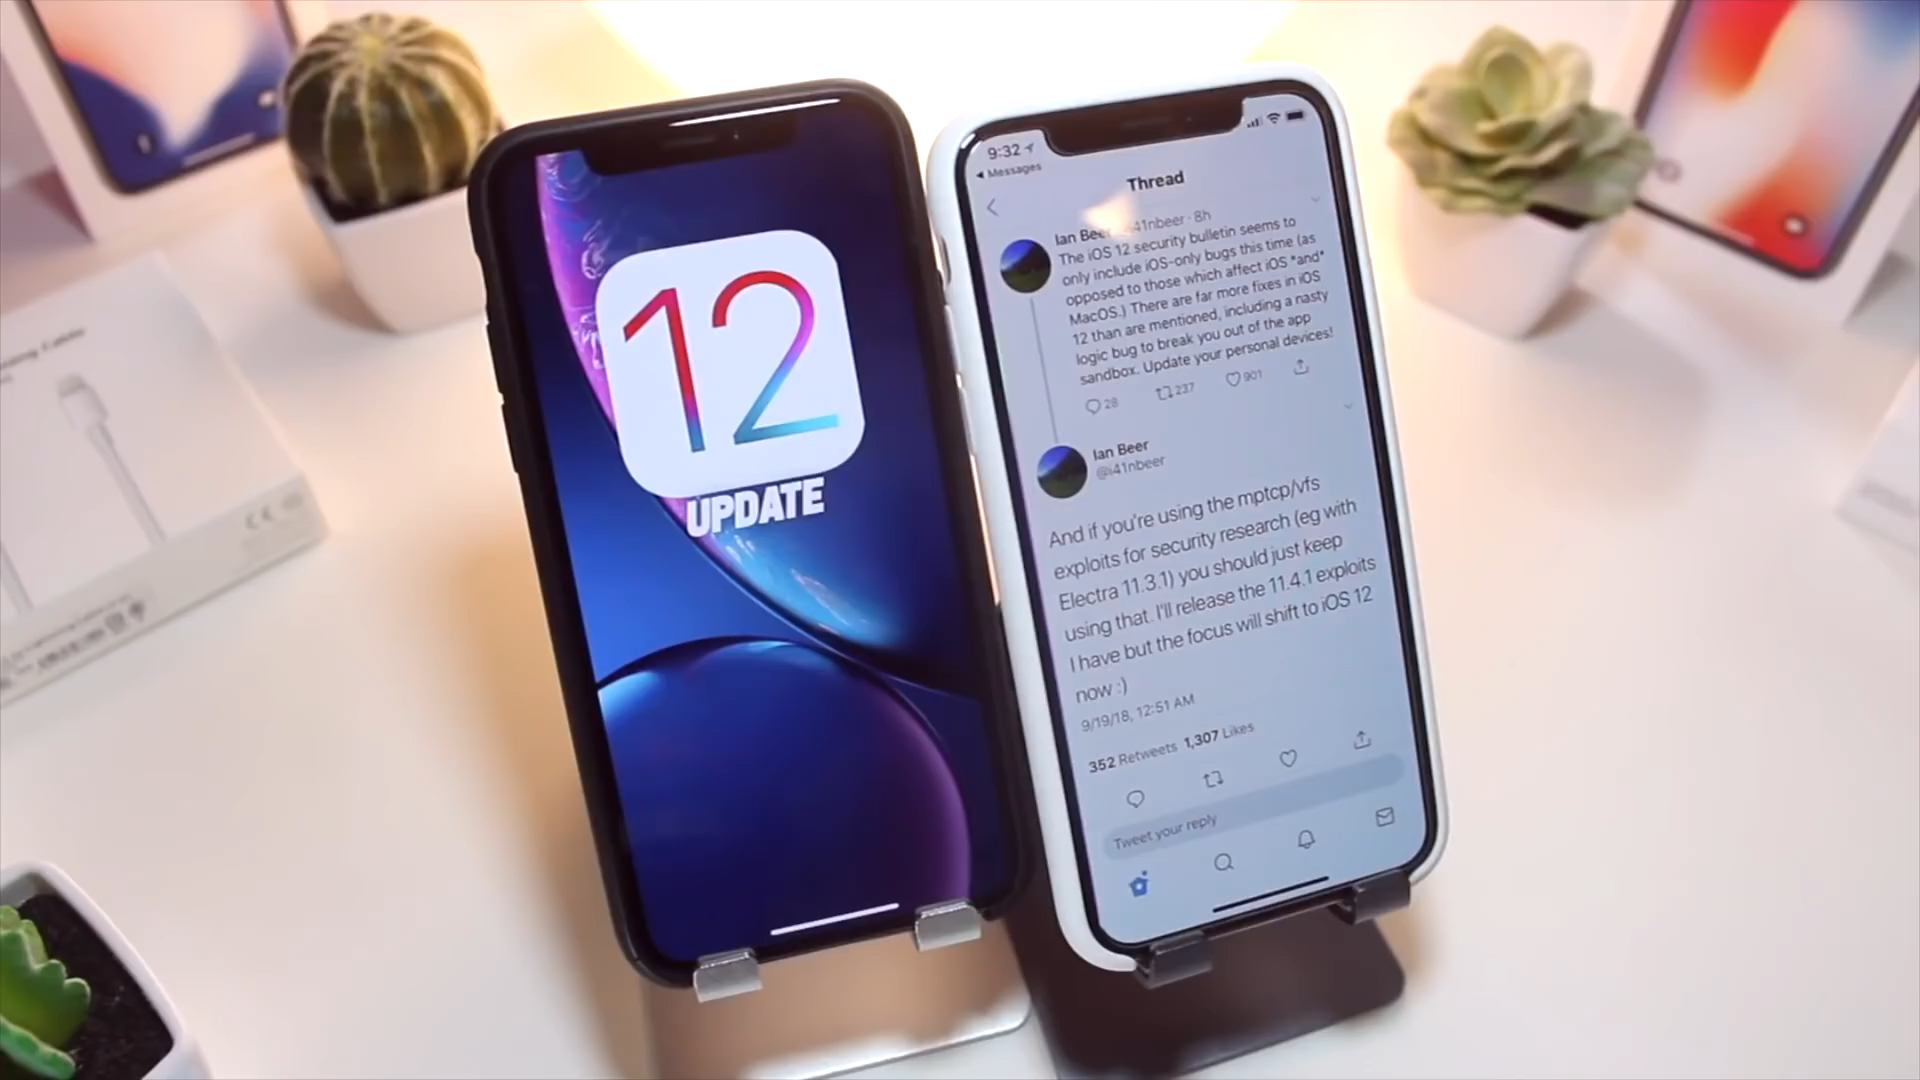 12
UPDATE
9:32
Messages
Thread
Ian Beer 41nbeer · 8h
The iOS 12 security bulletin seems to
only include iOS-only bugs this time (as
opposed to those which affect iOS *and*
MacOS.) There are far more fixes in iOS
12 than are mentioned, including a nasty
logic bug to break you out of the app
sandbox. Update your personal devices!
28 237 901
Ian Beer
@i41nbeer
And if you're using the mptcp/vfs
exploits for security research (eg with
Electra 11.3.1) you should just keep
using that. I'll release the 11.4.1 exploits
I have but the focus will shift to iOS 12
now :)
9/19/18, 12:51 AM
352 Retweets 1,307 Likes
Tweet your reply